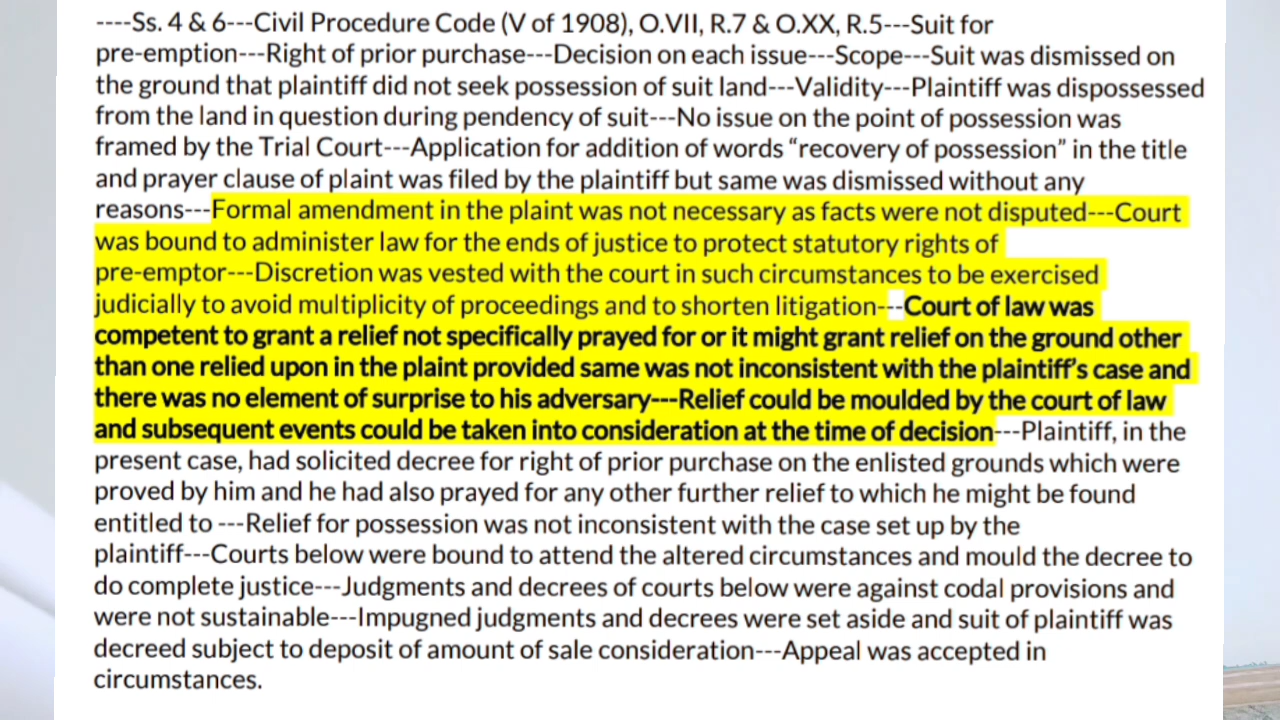 ----Ss. 4 & 6---Civil Procedure Code (V of 1908), O.VII, R.7 & O.XX, R.5---Suit for
pre-emption---Right of prior purchase---Decision on each issue---Scope---Suit was dismissed on
the ground that plaintiff did not seek possession of suit land---Validity---Plaintiff was dispossessed
from the land in question during pendency of suit---No issue on the point of possession was
framed by the Trial Court---Application for addition of words “recovery of possession” in the title
and prayer clause of plaint was filed by the plaintiff but same was dismissed without any
reasons---Formal amendment in the plaint was not necessary as facts were not disputed---Court
was bound to administer law for the ends of justice to protect statutory rights of
pre-emptor---Discretion was vested with the court in such circumstances to be exercised
judicially to avoid multiplicity of proceedings and to shorten litigation---Court of law was
competent to grant a relief not specifically prayed for or it might grant relief on the ground other
than one relied upon in the plaint provided same was not inconsistent with the plaintiff’s case and
there was no element of surprise to his adversary---Relief could be moulded by the court of law
and subsequent events could be taken into consideration at the time of decision---Plaintiff, in the
present case, had solicited decree for right of prior purchase on the enlisted grounds which were
proved by him and he had also prayed for any other further relief to which he might be found
entitled to ---Relief for possession was not inconsistent with the case set up by the
plaintiff---Courts below were bound to attend the altered circumstances and mould the decree to
do complete justice---Judgments and decrees of courts below were against codal provisions and
were not sustainable---Impugned judgments and decrees were set aside and suit of plaintiff was
decreed subject to deposit of amount of sale consideration---Appeal was accepted in
circumstances.